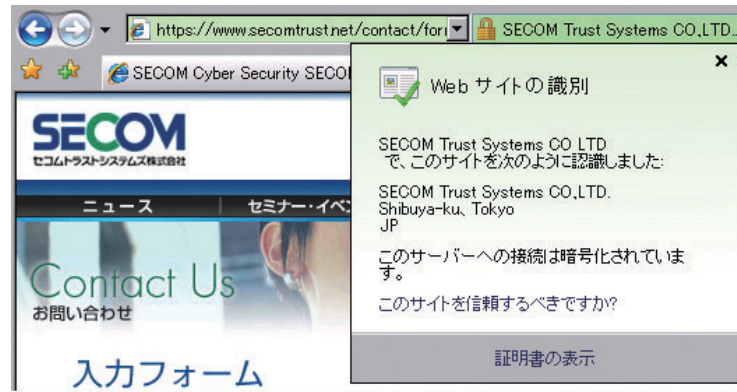 https://www.secomtrust.net/contact/for
SECOM Trust Systems CO.,LTD...
SECOM Cyber Security SECO
Web サイトの識別
SECOM Trust Systems CO LTD
で、このサイトを次のように認識しました:
SECOM Trust Systems CO.,LTD.
Shibuya-ku, Tokyo
JP
このサーバーへの接続は暗号化されていま
す。
このサイトを信頼するべきですか?
証明書の表示
SECOM
セコムトラストシステムズ株式会社
ニュース
セミナー・イベ
Contact Us
お問い合わせ
入力フォーム